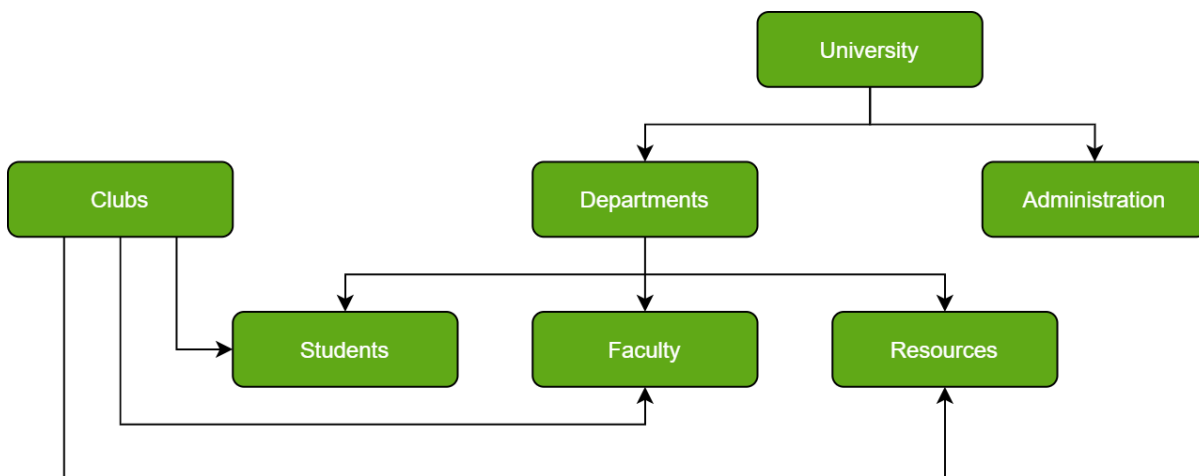 University
Clubs
Departments
Administration
Students
Faculty
Resources